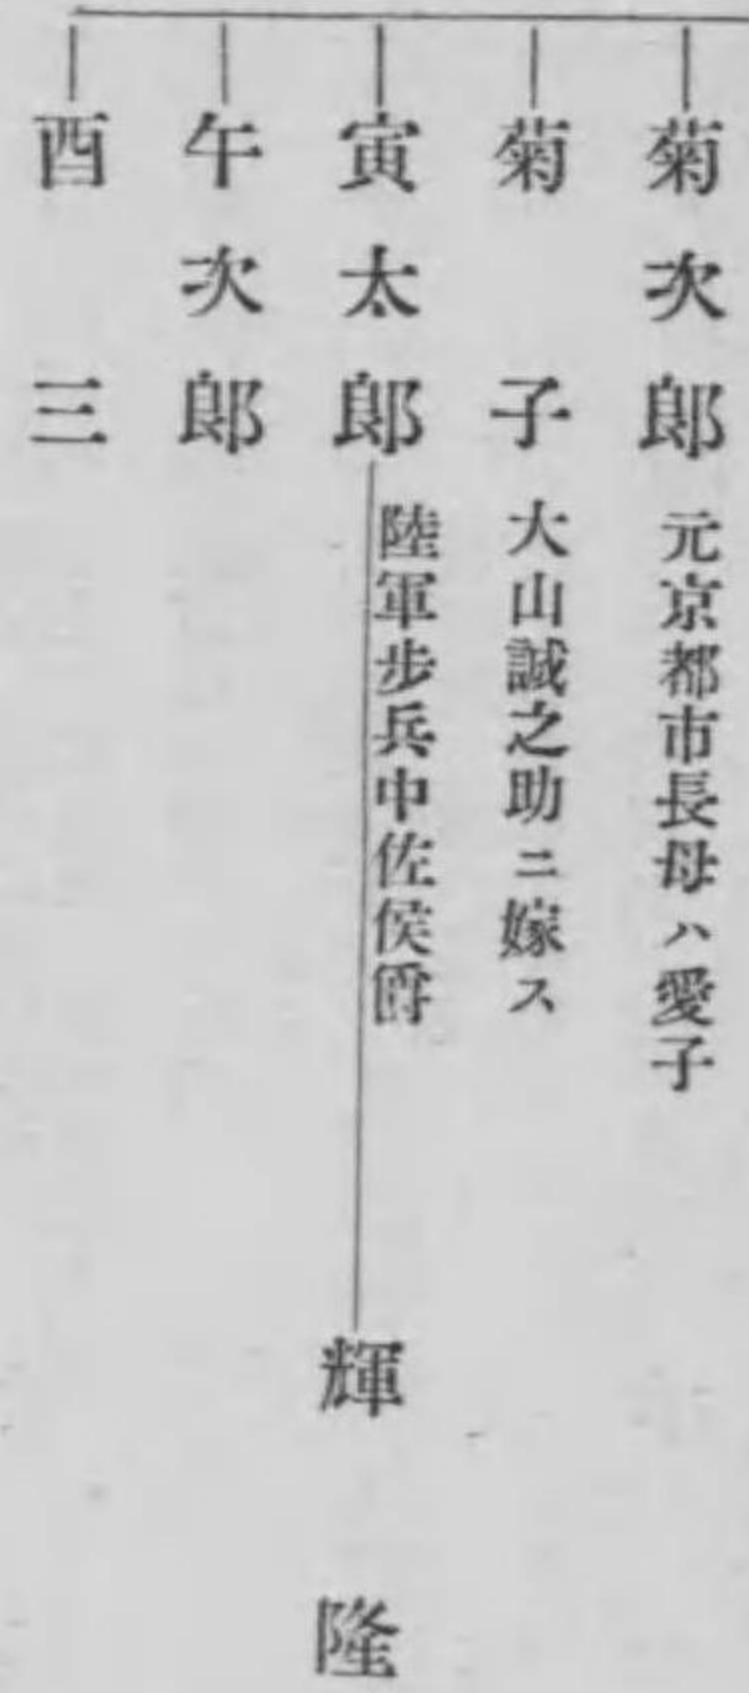 菊次郎 元京都市長母ハ愛子
菊子 大山誠之助ニ嫁ス
寅太郎 陸軍歩兵中佐侯爵 輝隆
午次郎
酉三